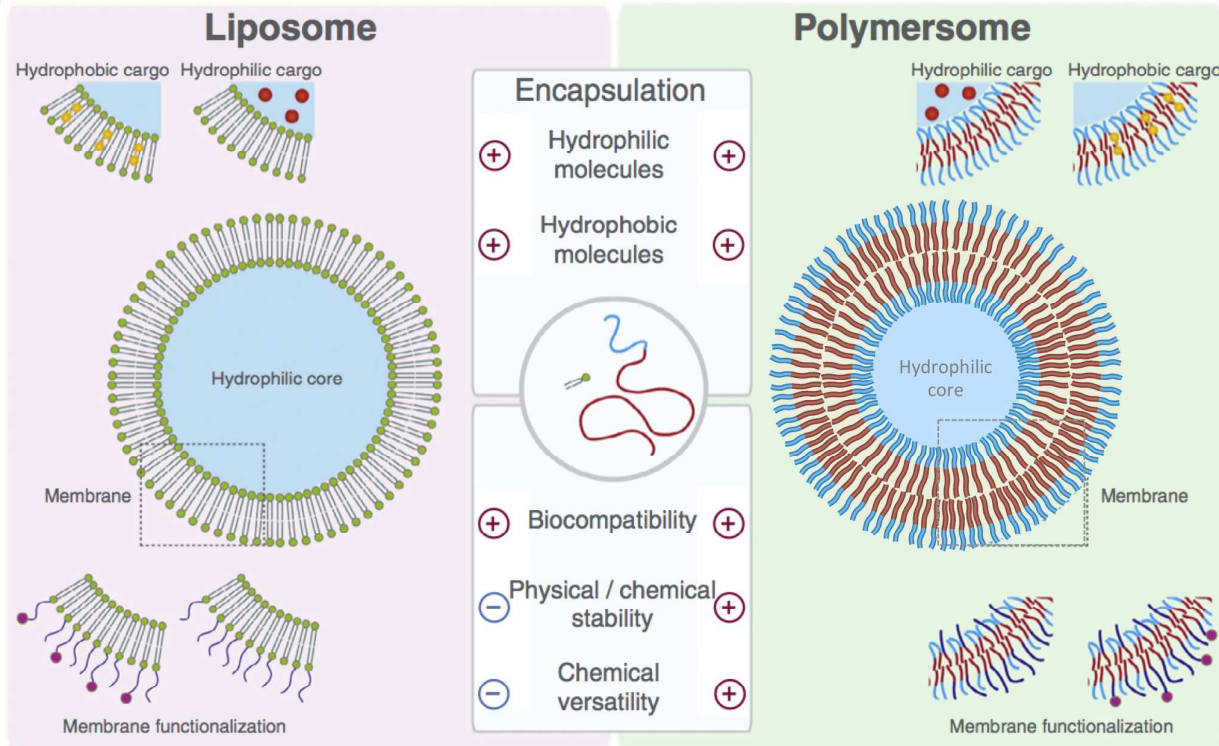 Liposome
Polymersome
Hydrophobic cargo
Hydrophilic cargo
Hydrophilic cargo
Hydrophobic cargo
Encapsulation
+
Hydrophilic
molecules
+
+
Hydrophobic
molecules
+
Hydrophilic core
Hydrophilic
core
Membrane
Membrane
+
Biocompatibility
+
−
Physical / chemical
stability
+
−
Chemical
versatility
+
Membrane functionalization
Membrane functionalization